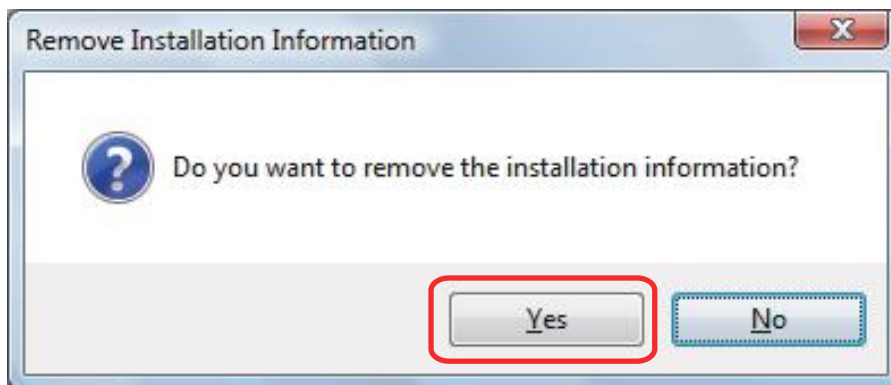 Remove Installation Information
Do you want to remove the installation information?
Yes
No